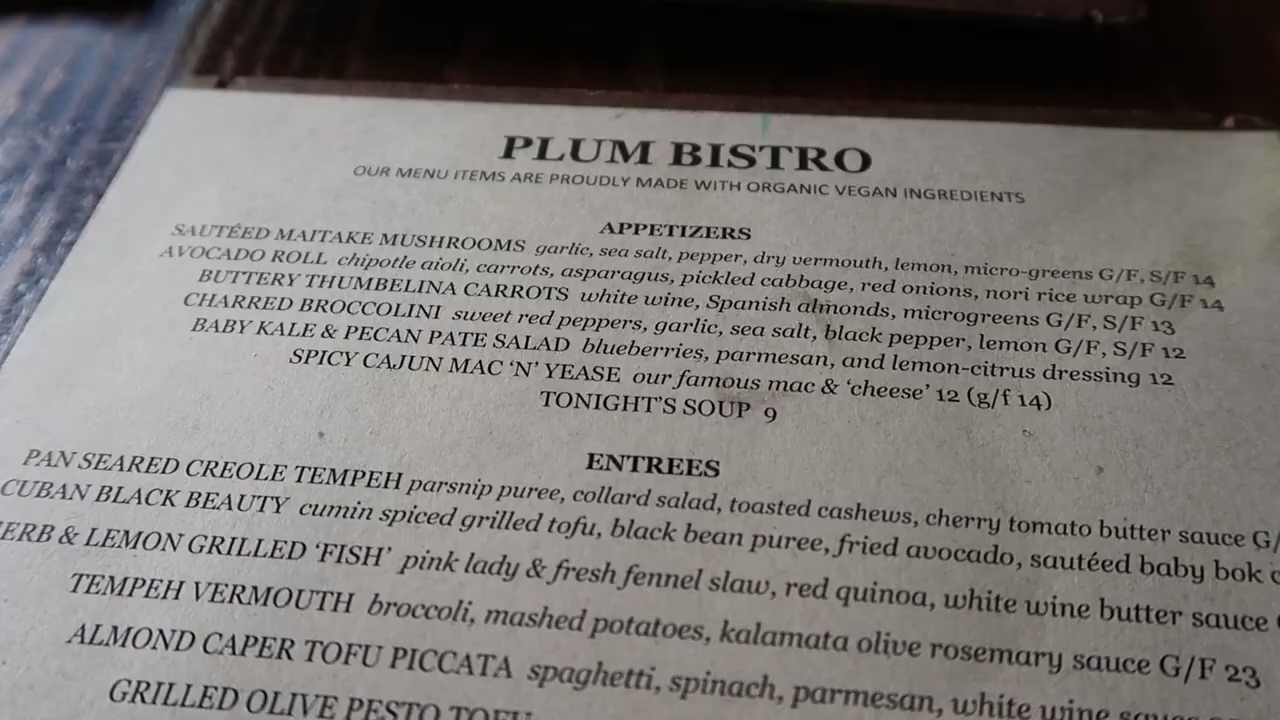 PLUM BISTRO
OUR MENU ITEMS ARE PROUDLY MADE WITH ORGANIC VEGAN INGREDIENTS
APPETIZERS
SAUTÉED MAITAKE MUSHROOMS garlic, sea salt, pepper, dry vermouth, lemon, micro-greens G/F, S/F 14
AVOCADO ROLL chipotle aioli, carrots, asparagus, pickled cabbage, red onions, nori rice wrap G/F 14
BUTTERY THUMBELINA CARROTS white wine, Spanish almonds, microgreens G/F, S/F 13
CHARRED BROCCOLINI sweet red peppers, garlic, sea salt, black pepper, lemon G/F, S/F 12
BABY KALE & PECAN PATE SALAD blueberries, parmesan, and lemon-citrus dressing 12
SPICY CAJUN MAC 'N' YEASE our famous mac & 'cheese' 12 (g/f 14)
TONIGHT'S SOUP 9
ENTREES
PAN SEARED CREOLE TEMPEH parsnip puree, collard salad, toasted cashews, cherry tomato butter sauce G/
CUBAN BLACK BEAUTY cumin spiced grilled tofu, black bean puree, fried avocado, sautéed baby bok
ERB & LEMON GRILLED 'FISH' pink lady & fresh fennel slaw, red quinoa, white wine butter sauce
TEMPEH VERMOUTH broccoli, mashed potatoes, kalamata olive rosemary sauce G/F 23
ALMOND CAPER TOFU PICCATA spaghetti, spinach, parmesan, white wine
GRILLED OLIVE PESTO TOFU